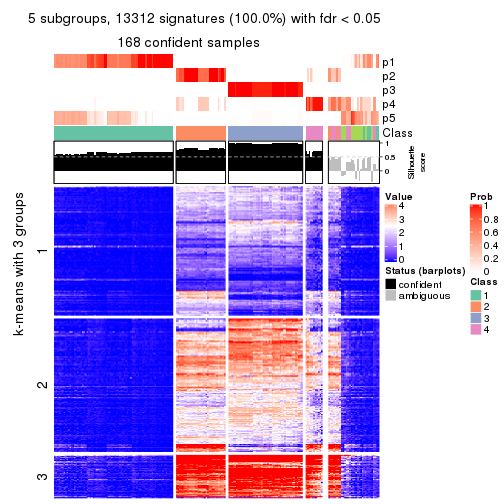 5 subgroups, 13312 signatures (100.0%) with fdr < 0.05
168 confident samples
p1
p2
p3
p4
p5
Class
1
0.5
0
Silhouette
score
k-means with 3 groups
1
2
3
Value
4
3
2
1
0
Status (barplots)
confident
ambiguous
Prob
1
0.8
0.6
0.4
0.2
0
Class
1
2
3
4